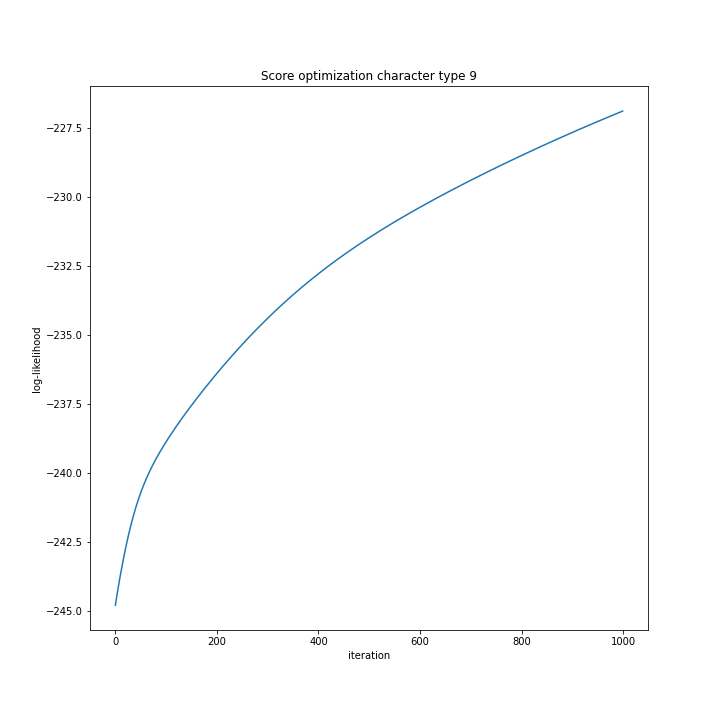 Score optimization character type 9
−227.5
−230.0
−232.5
−235.0
−237.5
−240.0
−242.5
−245.0
log-likelihood
0 200 400 600 800 1000
iteration